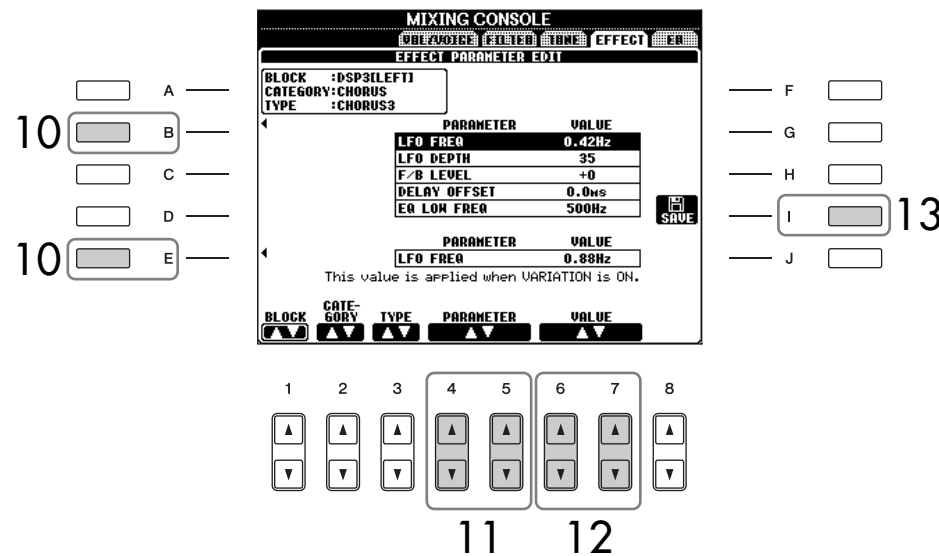 MIXING CONSOLE
VOL/VOICE FILTER TUNE EFFECT EQ
EFFECT PARAMETER EDIT
BLOCK :DSP3[LEFT]
CATEGORY:CHORUS
TYPE :CHORUS3
PARAMETER VALUE
LFO FREQ 0.42Hz
LFO DEPTH 35
F/B LEVEL +0
DELAY OFFSET 0.0ms
EQ LOW FREQ 500Hz
SAVE
PARAMETER VALUE
LFO FREQ 0.88Hz
This value is applied when VARIATION is ON.
BLOCK CATE-GORY TYPE PARAMETER VALUE
A
10 B
C
D
10 E
F
G
H
I 13
J
1 2 3 4 5 6 7 8
11 12